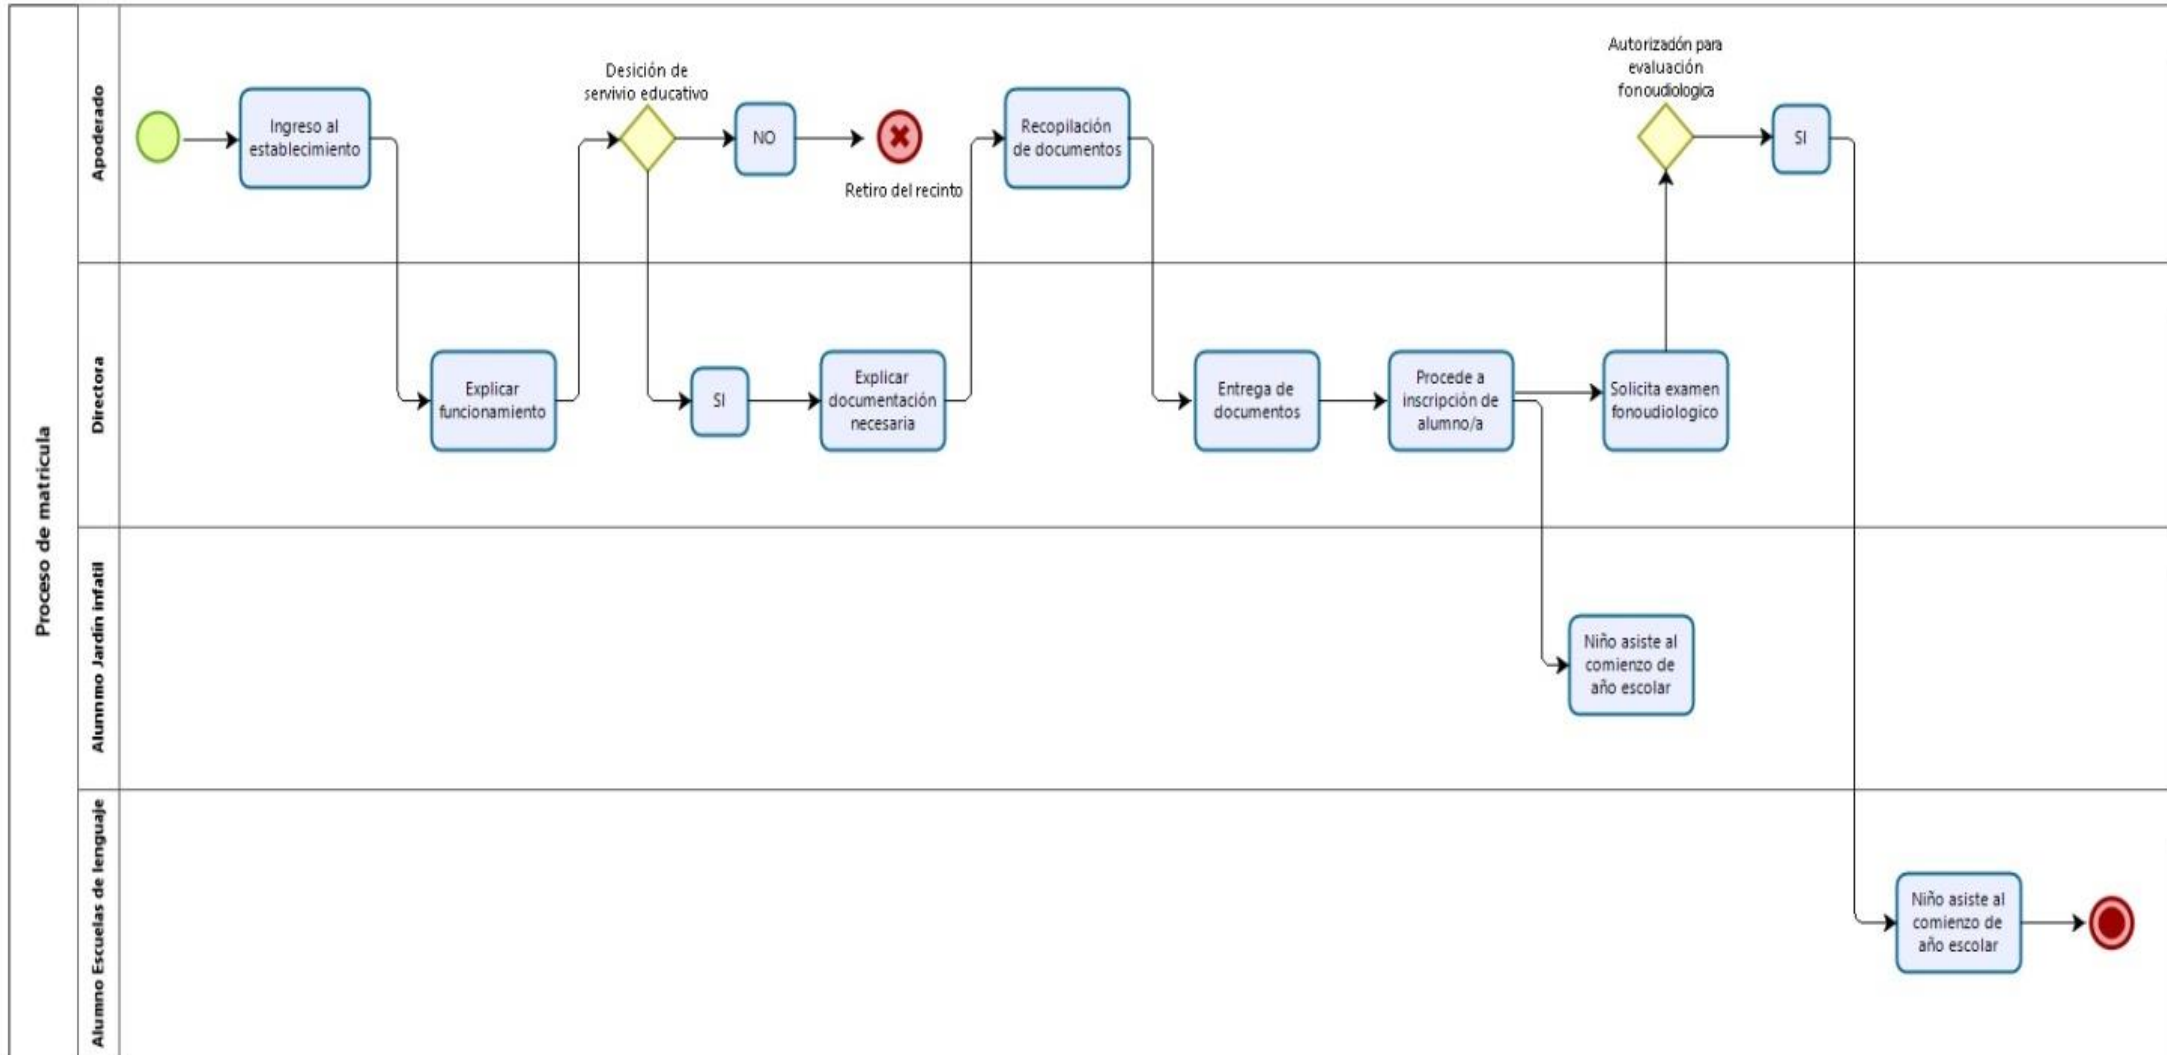 Proceso de matricula
Apoderado
Ingreso al
establecimiento
Desición de
servivio educativo
NO
Retiro del recinto
Recopilación
de documentos
Autorizadón para
evaluación
fonoudiologica
SI
Directora
Explicar
funcionamiento
SI
Explicar
documentación
necesaria
Entrega de
documentos
Procede a
inscripción de
alumno/a
Solicita examen
fonoudiologico
Alunnmo Jardín infatil
Niño asiste al
comienzo de
año escolar
Alumno Escuelas de lenguaje
Niño asiste al
comienzo de
año escolar